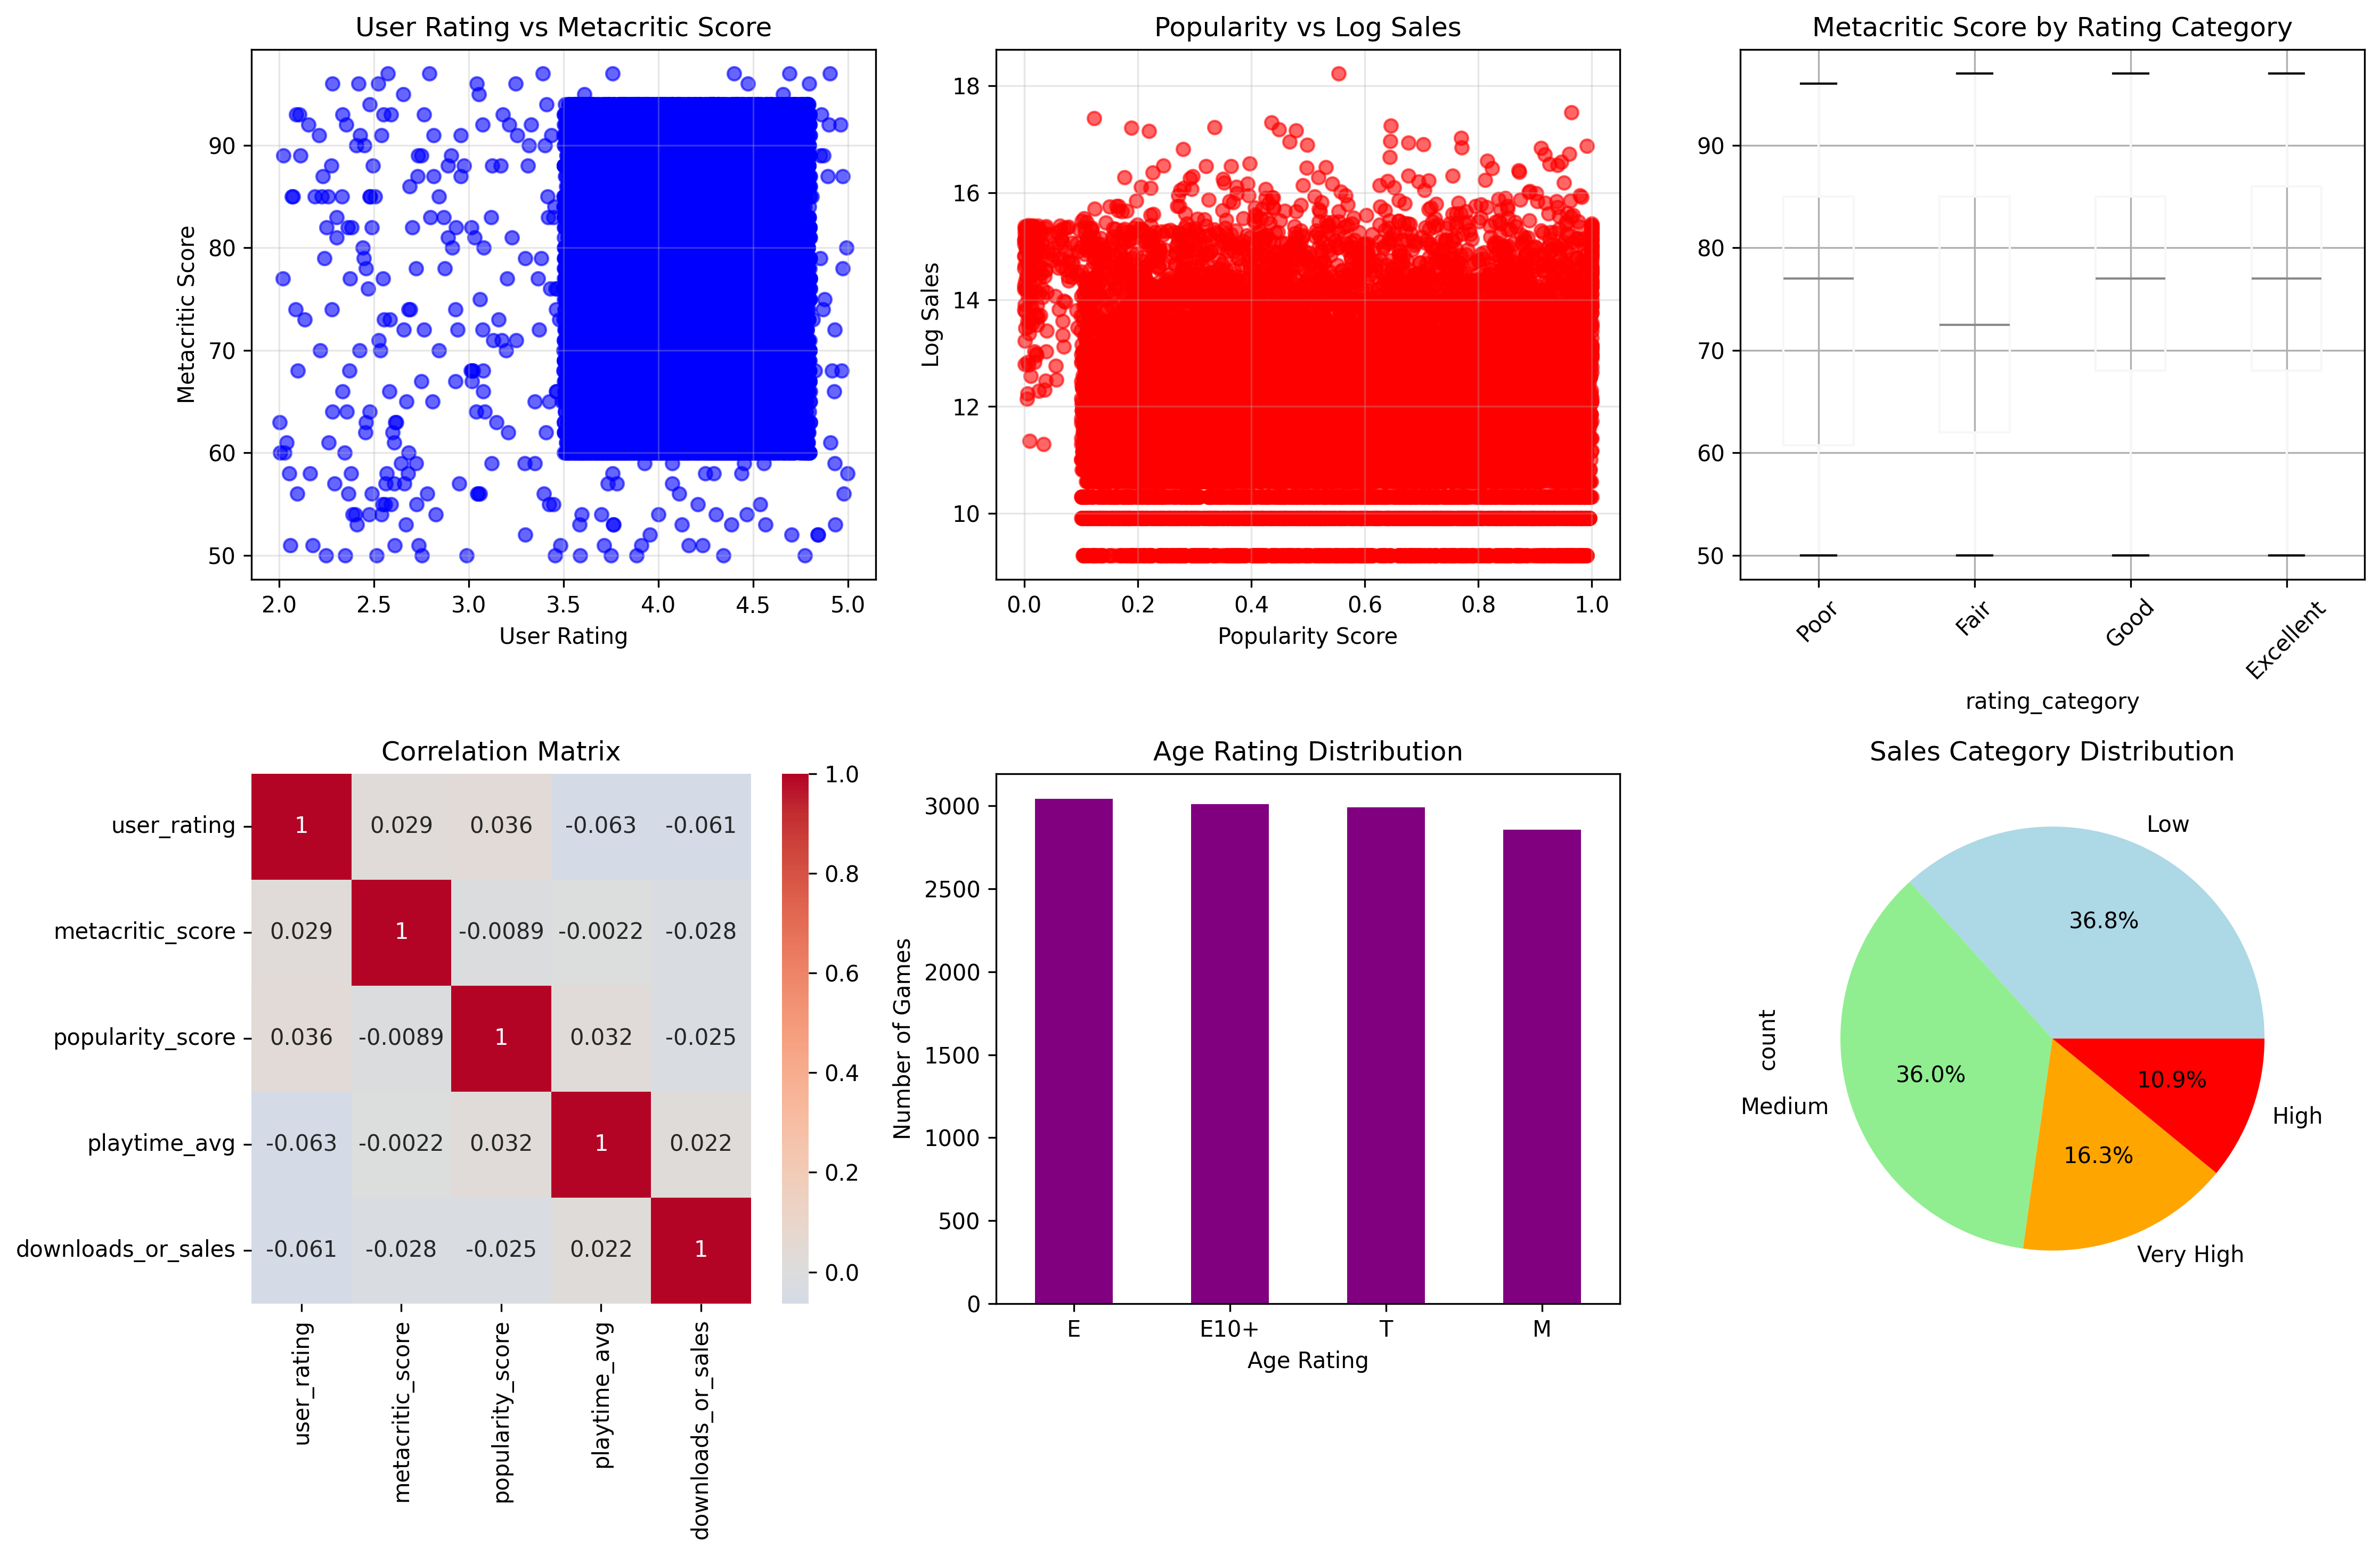 User Rating vs Metacritic Score
Metacritic Score
90
80
70
60
50
2.0 2.5 3.0 3.5 4.0 4.5 5.0
User Rating
Popularity vs Log Sales
Log Sales
18
16
14
12
10
0.0 0.2 0.4 0.6 0.8 1.0
Popularity Score
Metacritic Score by Rating Category
90
80
70
60
50
Poor Fair Good Excellent
rating_category
Correlation Matrix
user_rating 1 0.029 0.036 -0.063 -0.061
metacritic_score 0.029 1 -0.0089 -0.0022 -0.028
popularity_score 0.036 -0.0089 1 0.032 -0.025
playtime_avg -0.063 -0.0022 0.032 1 0.022
downloads_or_sales -0.061 -0.028 -0.025 0.022 1
user_rating metacritic_score popularity_score playtime_avg downloads_or_sales
1.0
0.8
0.6
0.4
0.2
0.0
Age Rating Distribution
Number of Games
3000
2500
2000
1500
1000
500
0
E E10+ T M
Age Rating
Sales Category Distribution
count
Low
36.8%
36.0%
Medium
10.9%
High
16.3%
Very High